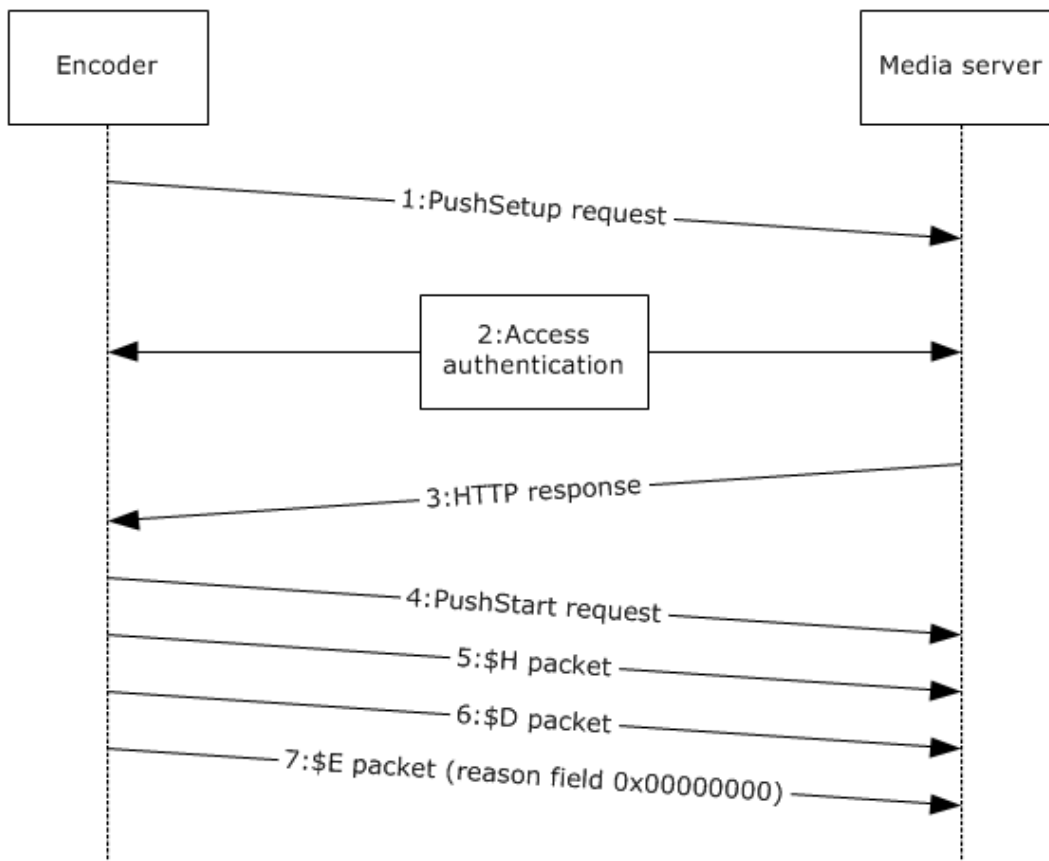 Encoder
Media server
1:PushSetup request
2:Access
authentication
3:HTTP response
4:PushStart request
5:$H packet
6:$D packet
7:$E packet (reason field 0x00000000)